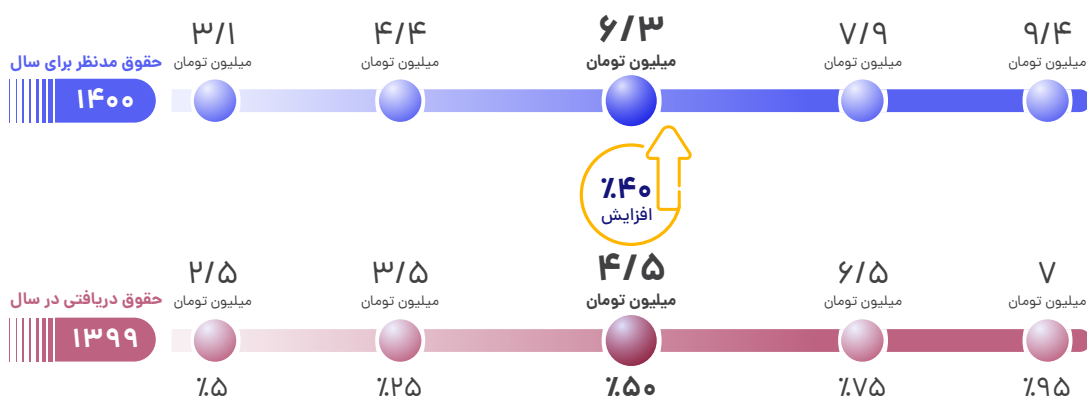 ۳/۱ ۴/۴ ۶/۳ ۷/۹ ۹/۴
حقوق مدنظر برای سال میلیون تومان میلیون تومان میلیون تومان میلیون تومان میلیون تومان
۱۴۰۰
٪۴۰
افزایش
۲/۵ ۳/۵ ۴/۵ ۶/۵ ۷
حقوق دریافتی در سال میلیون تومان میلیون تومان میلیون تومان میلیون تومان میلیون تومان
۱۳۹۹
٪۵ ٪۲۵ ٪۵۰ ٪۷۵ ٪۹۵